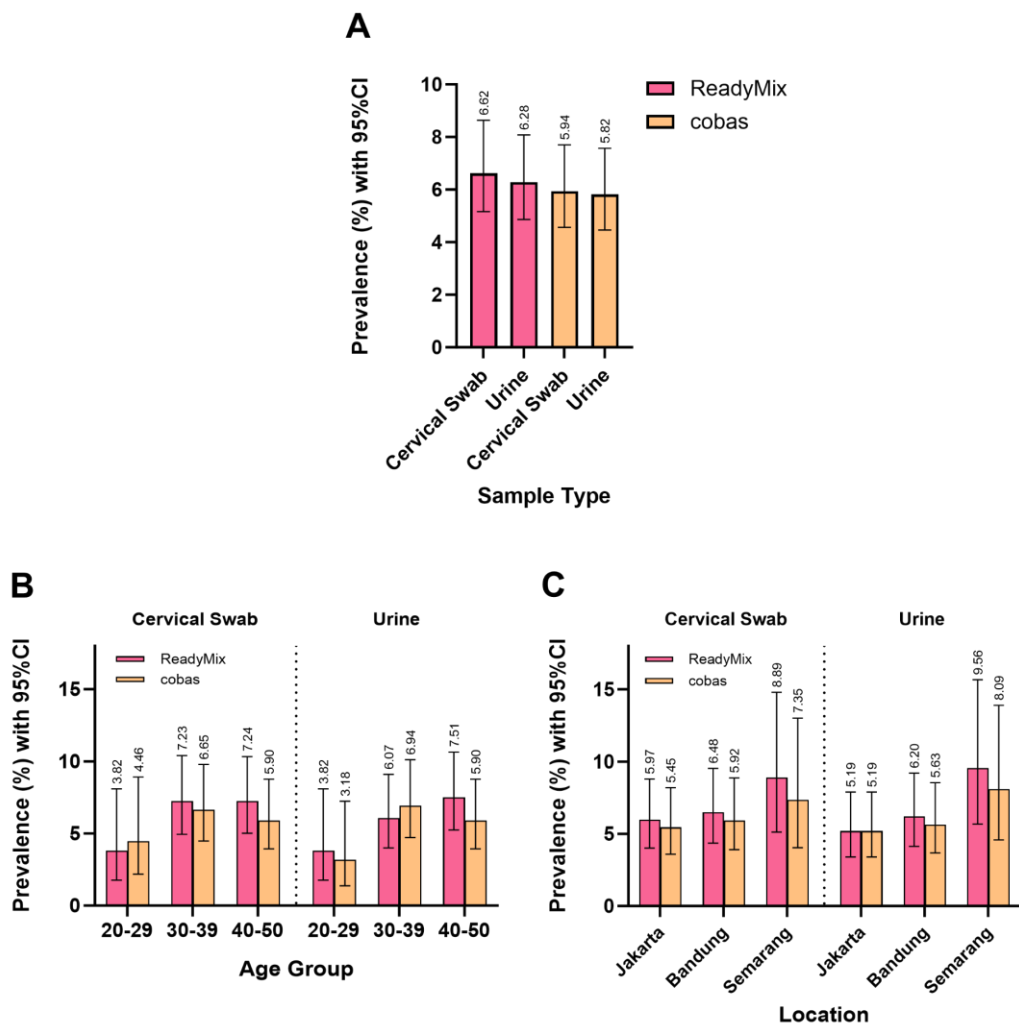 A
Prevalence (%) with 95%CI
10
8
6
4
2
0
6.62
6.28
5.94
5.82
ReadyMix
cobas
Cervical Swab
Urine
Cervical Swab
Urine
Sample Type
B
Cervical Swab
Urine
Prevalence (%) with 95%CI
ReadyMix
cobas
15
10
5
0
3.82
4.46
7.23
6.65
7.24
5.90
3.82
3.18
6.07
6.94
7.51
5.90
20-29
30-39
40-50
20-29
30-39
40-50
Age Group
C
Cervical Swab
Urine
Prevalence (%) with 95%CI
ReadyMix
cobas
15
10
5
0
5.97
5.45
6.48
5.92
8.89
7.35
5.19
5.19
6.20
5.63
9.56
8.09
Jakarta
Bandung
Semarang
Jakarta
Bandung
Semarang
Location